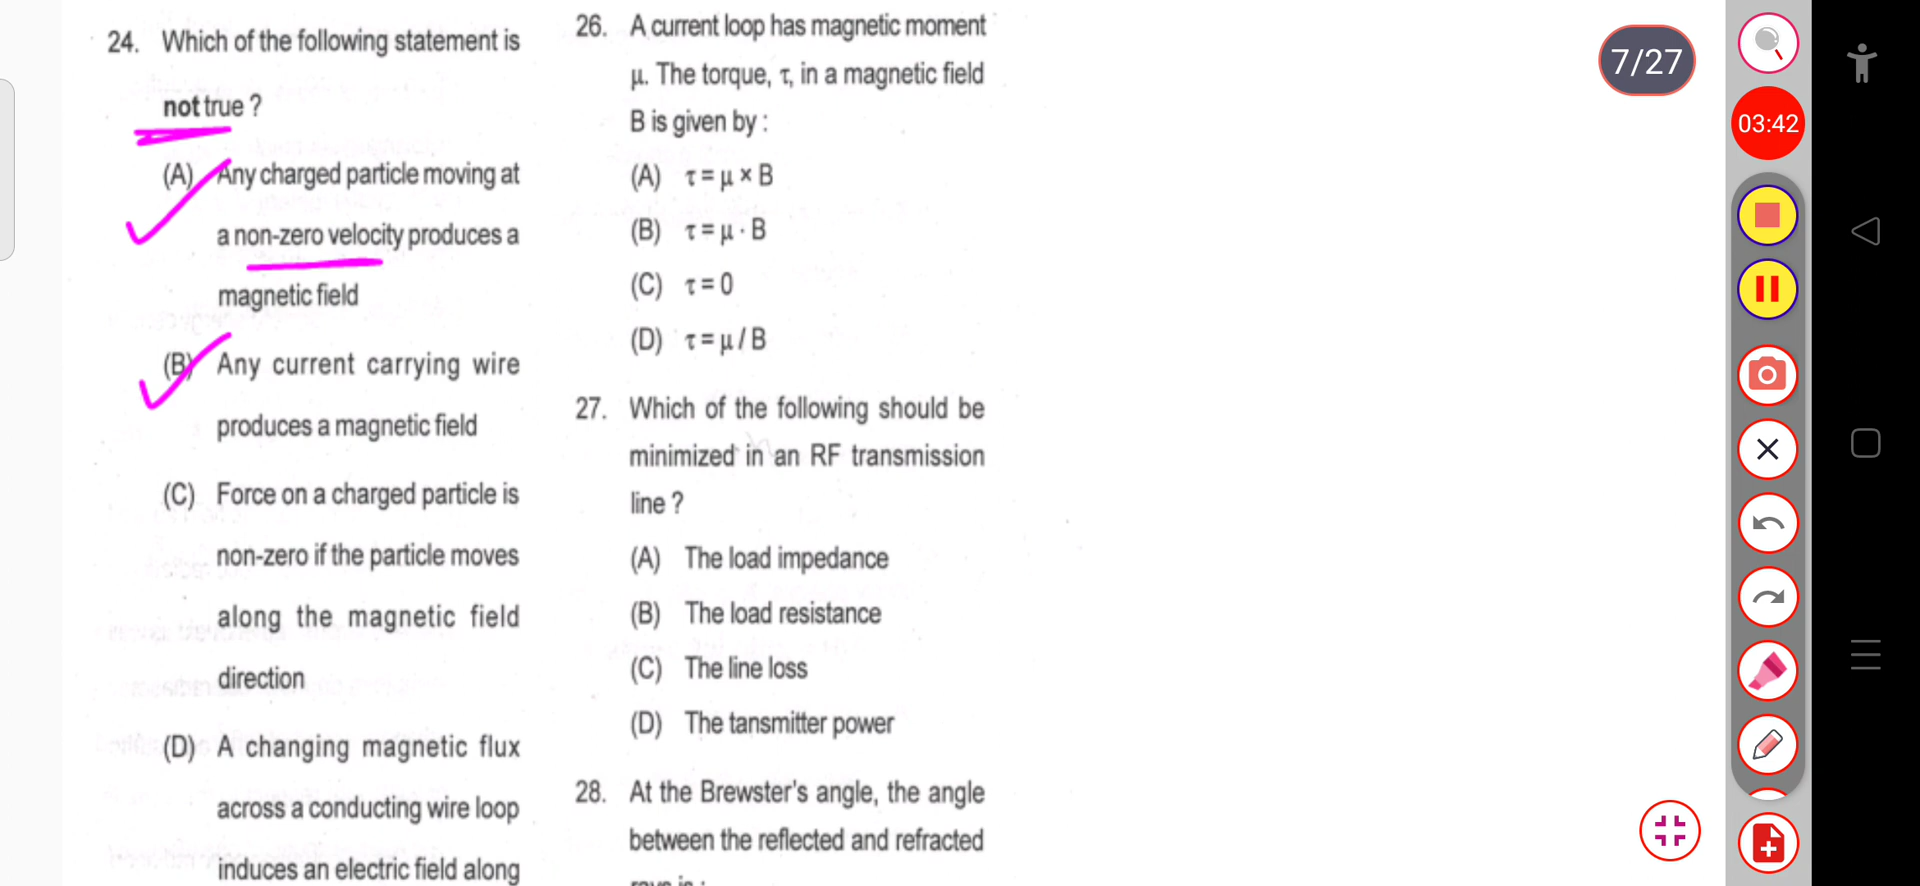 24. Which of the following statement is
not true ?
(A) Any charged particle moving at
a non-zero velocity produces a
magnetic field
(B) Any current carrying wire
produces a magnetic field
(C) Force on a charged particle is
non-zero if the particle moves
along the magnetic field
direction
(D) A changing magnetic flux
across a conducting wire loop
induces an electric field along
26. A current loop has magnetic moment
μ. The torque, τ, in a magnetic field
B is given by :
(A) τ = μ × B
(B) τ = μ · B
(C) τ = 0
(D) τ = μ / B
27. Which of the following should be
minimized in an RF transmission
line ?
(A) The load impedance
(B) The load resistance
(C) The line loss
(D) The tansmitter power
28. At the Brewster's angle, the angle
between the reflected and refracted
7/27
03:42